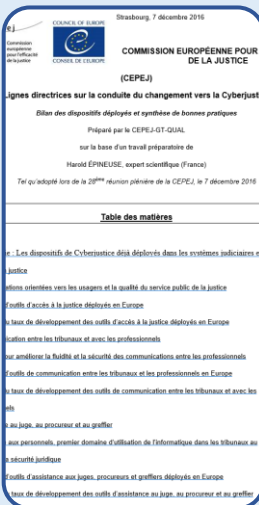 Strasbourg, 7 décembre 2016
COUNCIL OF EUROPE
CONSEIL DE L'EUROPE
Commission
européenne
pour l'efficacité
de la justice
COMMISSION EUROPÉENNE POUR
DE LA JUSTICE
(CEPEJ)
Lignes directrices sur la conduite du changement vers la Cyberjust
Bilan des dispositifs déployés et synthèse de bonnes pratiques
Préparé par le CEPEJ-GT-QUAL
sur la base d'un travail préparatoire de
Harold ÉPINEUSE, expert scientifique (France)
Tel qu'adopté lors de la 28ème réunion plénière de la CEPEJ, le 7 décembre 2016
Table des matières
e : Les dispositifs de Cyberjustice déjà déployés dans les systèmes judiciaires e
justice
ations orientées vers les usagers et la qualité du service public de la justice
d'outils d'accès à la justice déployés en Europe
u taux de développement des outils d'accès à la justice déployés en Europe
ication entre les tribunaux et avec les professionnels
our améliorer la fluidité et la sécurité des communications entre les professionnels
d'outils de communication entre les tribunaux et les professionnels en Europe
u taux de développement des outils de communication entre les tribunaux et avec les
els
au juge, au procureur et au greffier
aux personnels, premier domaine d'utilisation de l'informatique dans les tribunaux au
a sécurité juridique
d'outils d'assistance aux juges, procureurs et greffiers déployés en Europe
taux de développement des outils d'assistance au juge, au procureur et au greffier